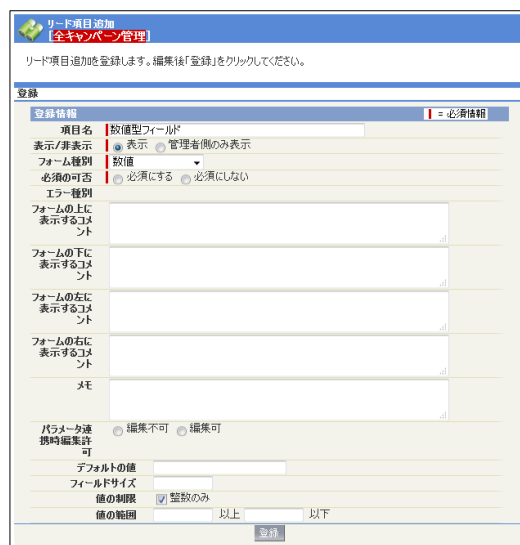 リード項目追加
[全キャンペーン管理]
リード項目追加を登録します。編集後「登録」をクリックしてください。
登録
登録情報
= 必須情報
項目名 数値型フィールド
表示/非表示 表示 管理者側のみ表示
フォーム種別 数値
必須の可否 必須にする 必須にしない
エラー種別
フォームの上に
表示するコメ
ント
フォームの下に
表示するコメ
ント
フォームの左に
表示するコメ
ント
フォームの右に
表示するコメ
ント
メモ
パラメータ連
携時編集許
可
編集不可 編集可
デフォルトの値
フィールドサイズ
値の制限 整数のみ
値の範囲 以上 以下
登録